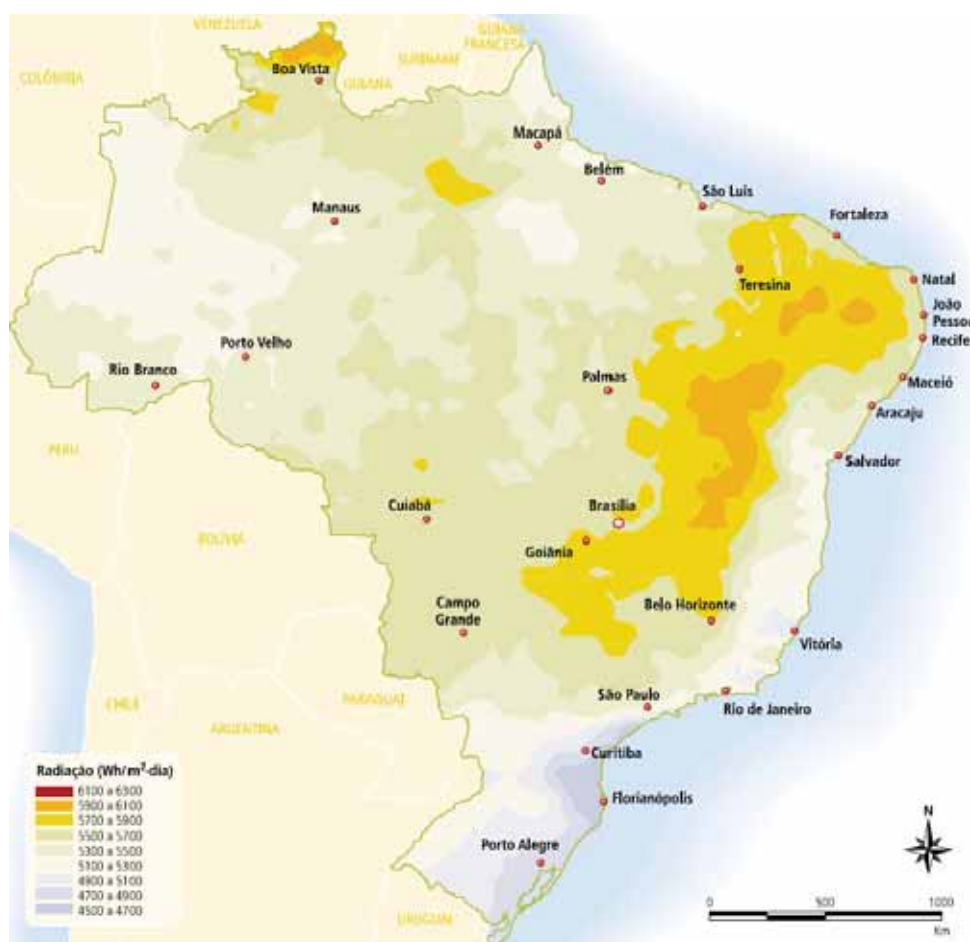 VENEZUELA
GUIANA
FRANCESA
SURINAME
COLÔMBIA
GUIANA
Boa Vista
Macapá
Belém
São Luis
Manaus
Fortaleza
Teresina
Natal
João
Pessoa
Recife
Porto Velho
Rio Branco
Palmas
Maceió
Aracaju
PERU
Salvador
Cuiabá
Brasília
BOLÍVIA
Goiânia
Campo
Grande
Belo Horizonte
Vitória
CHILE
PARAGUAI
São Paulo
Rio de Janeiro
ARGENTINA
Curitiba
Radiação (Wh/m²-dia)
6100 a 6300
5900 a 6100
5700 a 5900
5500 a 5700
5300 a 5500
5100 a 5300
4900 a 5100
4700 a 4900
4500 a 4700
Florianópolis
Porto Alegre
URUGUAI
N
0 500 1000
Km